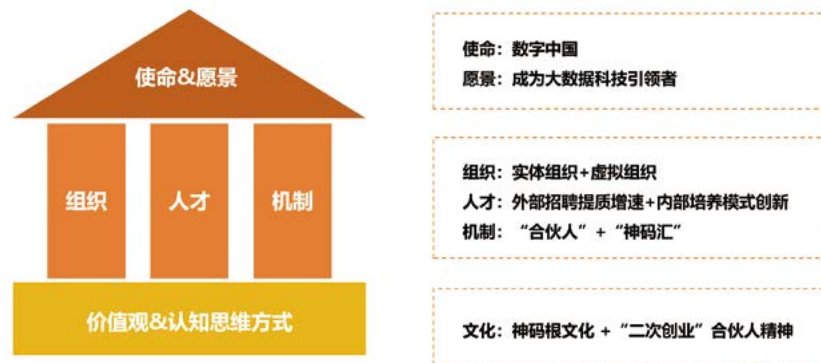 使命&愿景
组织
人才
机制
价值观&认知思维方式
使命：数字中国
愿景：成为大数据科技引领者
组织：实体组织+虚拟组织
人才：外部招聘提质增速+内部培养模式创新
机制：“合伙人”+“神码汇”
文化：神码根文化 +“二次创业”合伙人精神